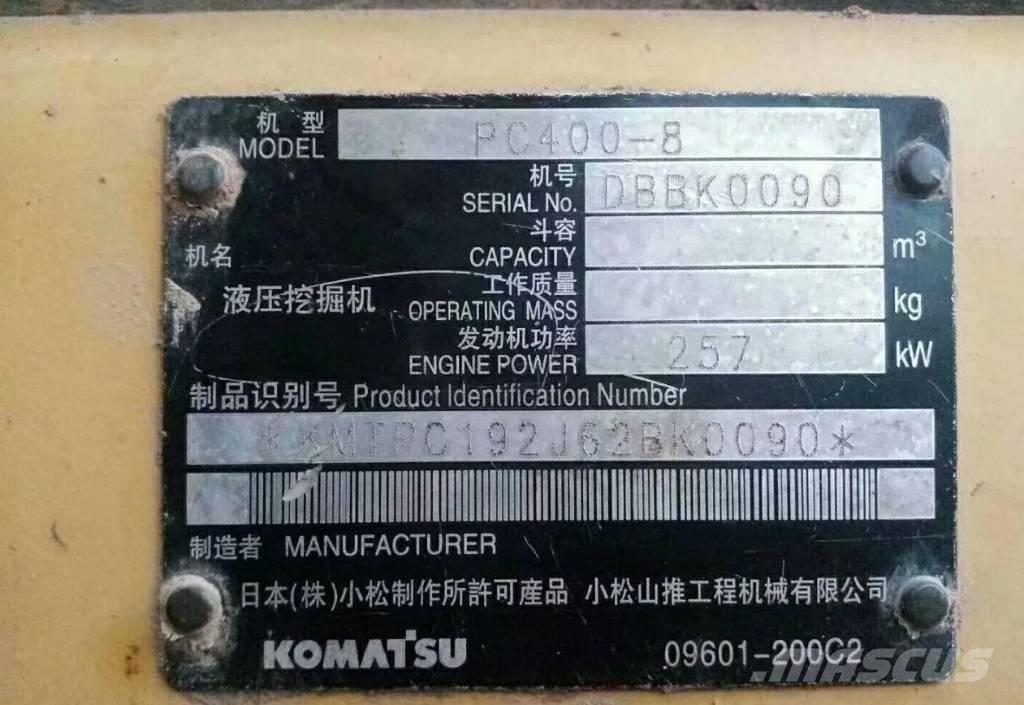 机 型
MODEL PC400-8
机号
SERIAL No. DBBK0090
斗容
CAPACITY m³
机名
工作质量
液压挖掘机
OPERATING MASS kg
发动机功率
ENGINE POWER 257 kW
制品识别号 Product Identification Number
*KMTPC192J62BK0090*
制造者 MANUFACTURER
日本(株)小松制作所許可産品 小松山推工程机械有限公司
KOMATSU 09601-200C2
mascus